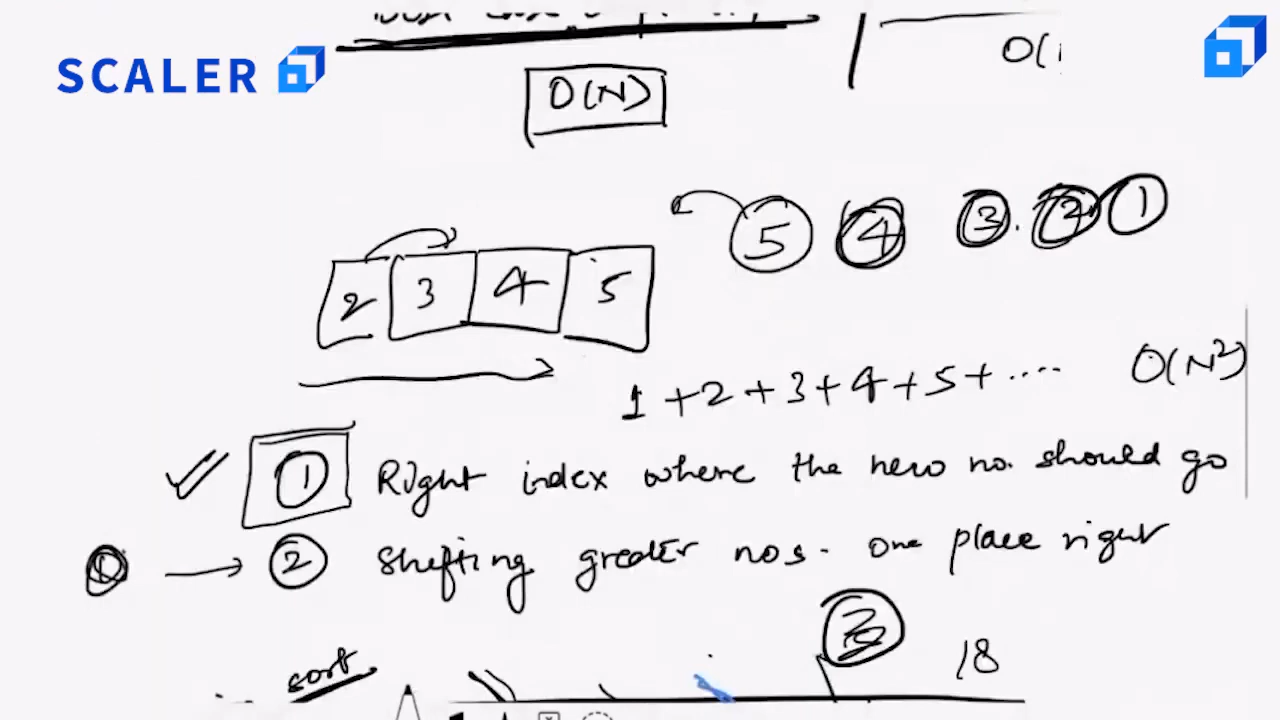 SCALER
O(N)
O(
5 4 3 2 1
2 3 4 5
1 + 2 + 3 + 4 + 5 + .... O(N²)
1 Right index where the new no. should go
1 → 2 Shifting greater nos. one place right
18
sort